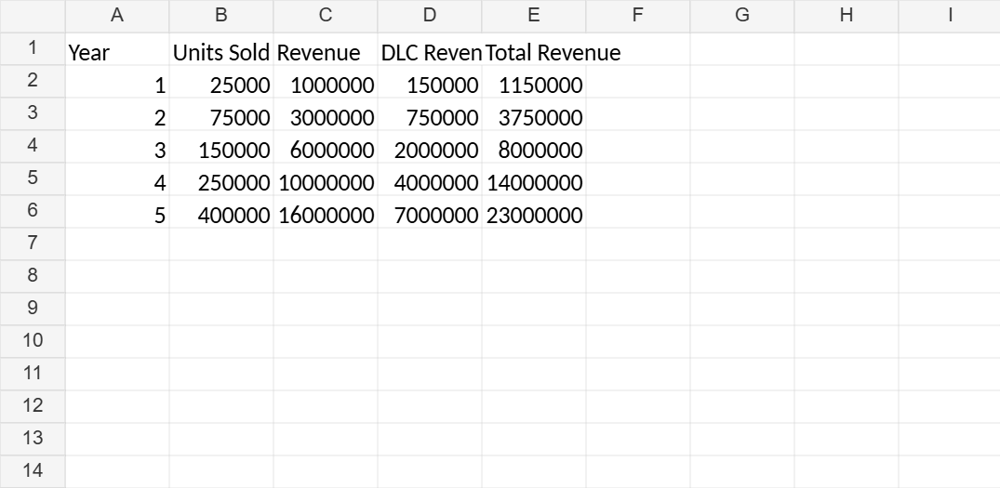 A B C D E F G H I
1 Year Units Sold Revenue DLC Reven Total Revenue
2 1 25000 1000000 150000 1150000
3 2 75000 3000000 750000 3750000
4 3 150000 6000000 2000000 8000000
5 4 250000 10000000 4000000 14000000
6 5 400000 16000000 7000000 23000000
7
8
9
10
11
12
13
14